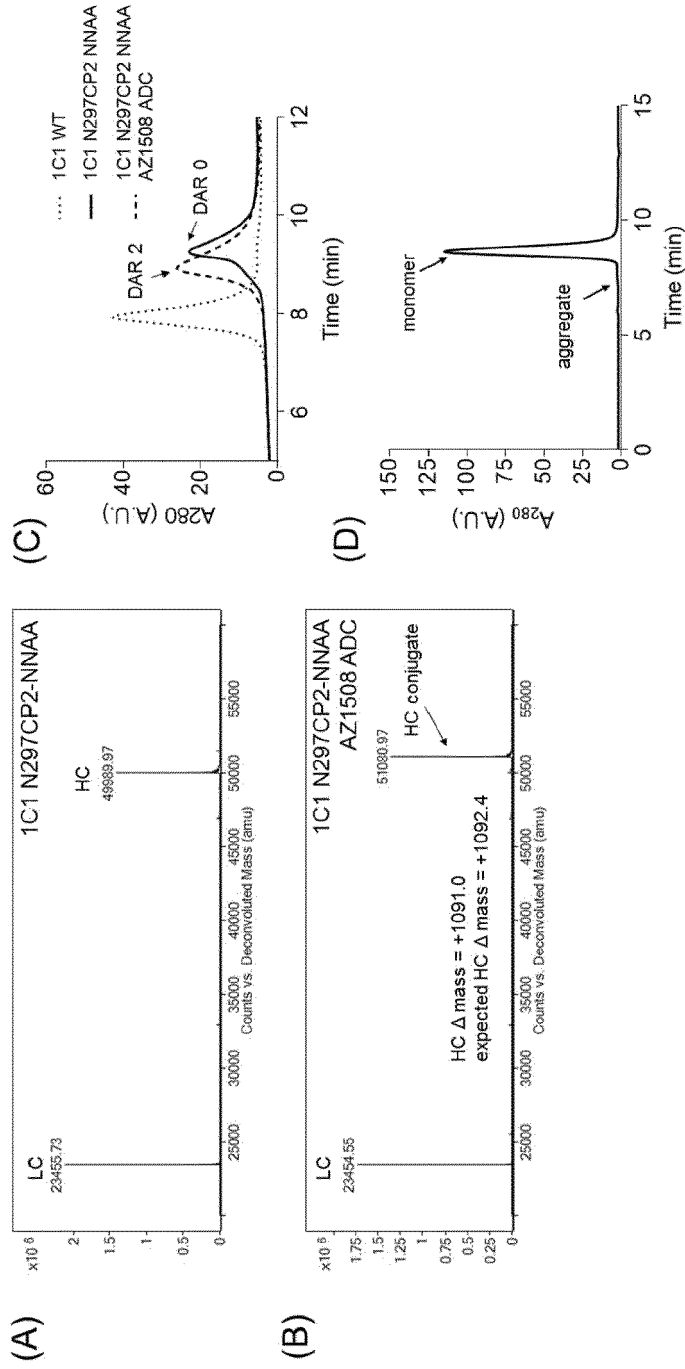 (A)
1C1 N297CP2-NNAA
x10 6
2
1.5
1
0.5
0
LC
23455.73
HC
49989.97
25000 30000 35000 40000 45000 50000 55000
Counts vs. Deconvoluted Mass (amu)
(B)
1C1 N297CP2-NNAA
AZ1508 ADC
x10 6
1.75
1.5
1.25
1
0.75
0.5
0.25
0
LC
23454.55
51080.97
HC conjugate
HC Δ mass = +1091.0
expected HC Δ mass = +1092.4
25000 30000 35000 40000 45000 50000 55000
Counts vs. Deconvoluted Mass (amu)
(C)
1C1 WT
1C1 N297CP2 NNAA
1C1 N297CP2 NNAA
AZ1508 ADC
A280 (A.U.)
60
40
20
0
DAR 2
DAR 0
6 8 10 12
Time (min)
(D)
A280 (A.U.)
150
125
100
75
50
25
0
monomer
aggregate
0 5 10 15
Time (min)